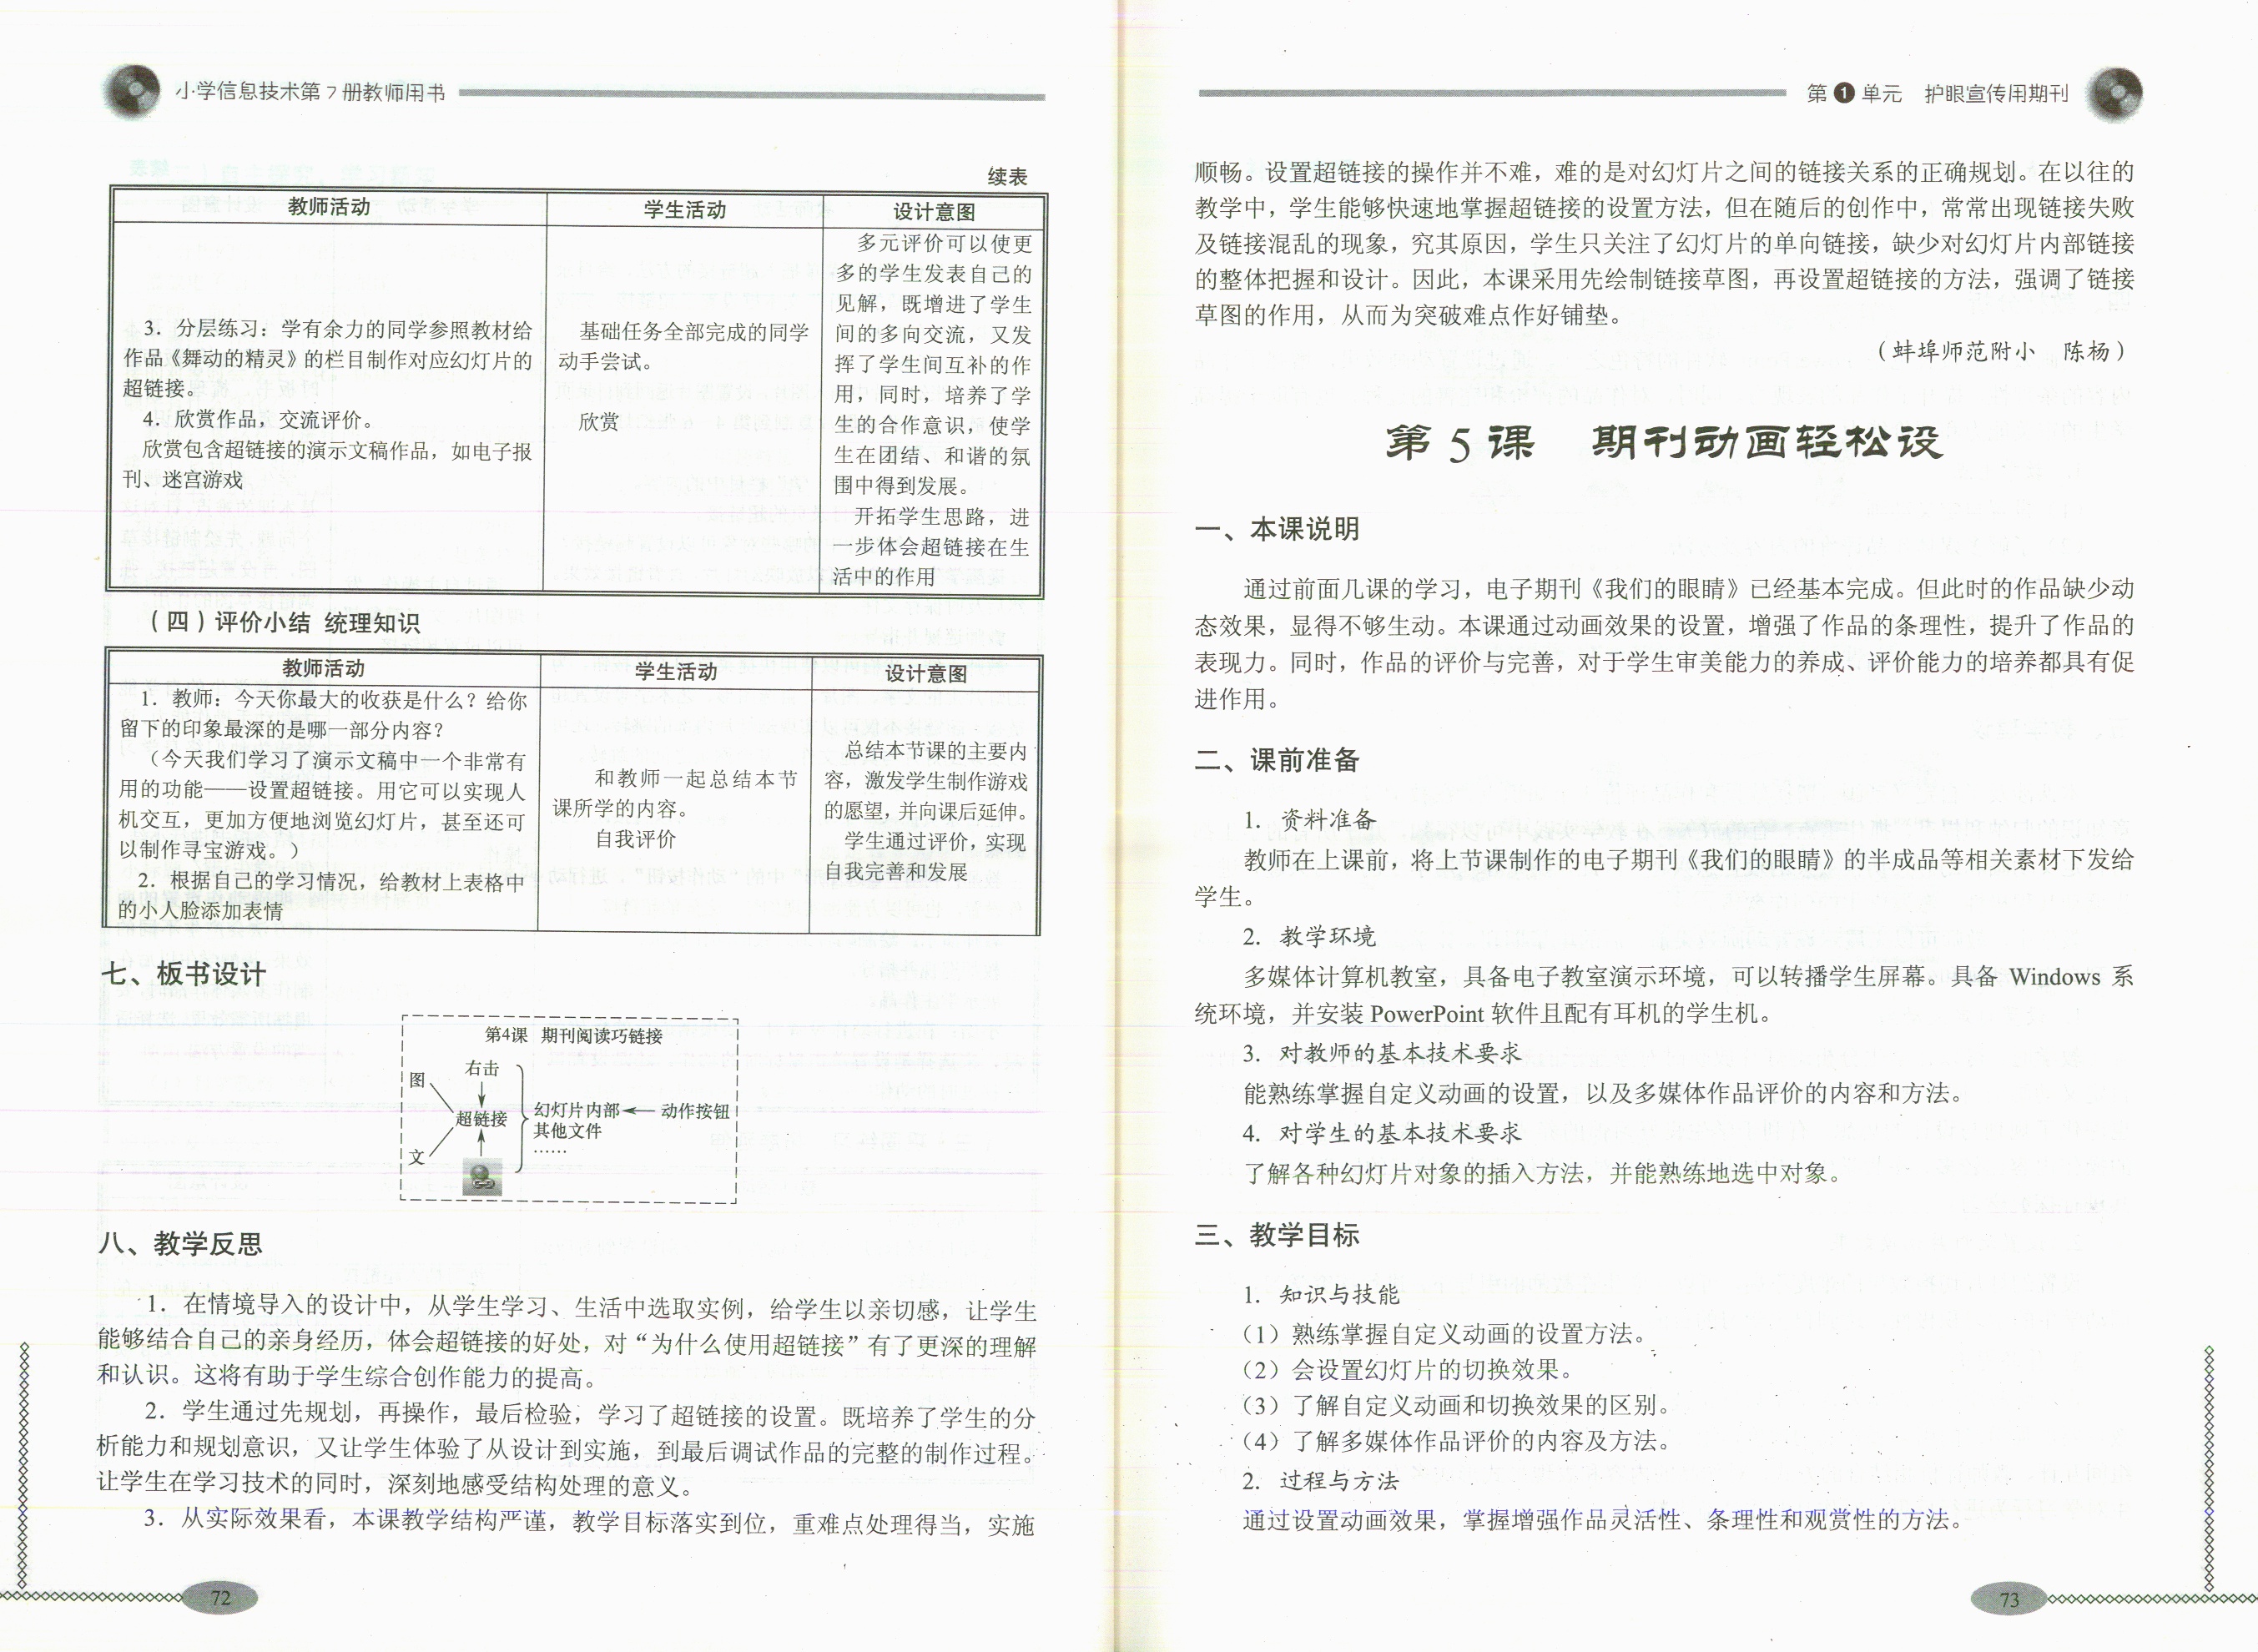 小学信息技术第7册教师用书
续表
教师活动
学生活动
设计意图
3．分层练习：学有余力的同学参照教材给
作品《舞动的精灵》的栏目制作对应幻灯片的
超链接。
4．欣赏作品，交流评价。
欣赏包含超链接的演示文稿作品，如电子报
刊、迷宫游戏
基础任务全部完成的同学
动手尝试。
欣赏
多元评价可以使更
多的学生发表自己的
见解，既增进了学生
间的多向交流，又发
挥了学生间互补的作
用，同时，培养了学
生的合作意识，使学
生在团结、和谐的氛
围中得到发展。
开拓学生思路，进
一步体会超链接在生
活中的作用
（四）评价小结 统理知识
教师活动
学生活动
设计意图
1．教师：今天你最大的收获是什么？给你
留下的印象最深的是哪一部分内容？
（今天我们学习了演示文稿中一个非常有
用的功能——设置超链接。用它可以实现人
机交互，更加方便地浏览幻灯片，甚至还可
以制作寻宝游戏。）
2．根据自己的学习情况，给教材上表格中
的小人脸添加表情
和教师一起总结本节
课所学的内容。
自我评价
总结本节课的主要内
容，激发学生制作游戏
的愿望，并向课后延伸。
学生通过评价，实现
自我完善和发展
七、板书设计
第4课 期刊阅读巧链接
右击
图
超链接
文
幻灯片内部
动作按钮
其他文件
……
八、教学反思
1．在情境导入的设计中，从学生学习、生活中选取实例，给学生以亲切感，让学生
能够结合自己的亲身经历，体会超链接的好处，对“为什么使用超链接”有了更深的理解
和认识。这将有助于学生综合创作能力的提高。
2．学生通过先规划，再操作，最后检验，学习了超链接的设置。既培养了学生的分
析能力和规划意识，又让学生体验了从设计到实施，到最后调试作品的完整的制作过程。
让学生在学习技术的同时，深刻地感受结构处理的意义。
3．从实际效果看，本课教学结构严谨，教学目标落实到位，重难点处理得当，实施
72
第1单元 护眼宣传用期刊
顺畅。设置超链接的操作并不难，难的是对幻灯片之间的链接关系的正确规划。在以往的
教学中，学生能够快速地掌握超链接的设置方法，但在随后的创作中，常常出现链接失败
及链接混乱的现象，究其原因，学生只关注了幻灯片的单向链接，缺少对幻灯片内部链接
的整体把握和设计。因此，本课采用先绘制链接草图，再设置超链接的方法，强调了链接
草图的作用，从而为突破难点作好铺垫。
（蚌埠师范附小 陈杨）
第 5 课 期刊动画轻松设
一、本课说明
通过前面几课的学习，电子期刊《我们的眼睛》已经基本完成。但此时的作品缺少动
态效果，显得不够生动。本课通过动画效果的设置，增强了作品的条理性，提升了作品的
表现力。同时，作品的评价与完善，对于学生审美能力的养成、评价能力的培养都具有促
进作用。
二、课前准备
1．资料准备
教师在上课前，将上节课制作的电子期刊《我们的眼睛》的半成品等相关素材下发给
学生。
2．教学环境
多媒体计算机教室，具备电子教室演示环境，可以转播学生屏幕。具备 Windows 系
统环境，并安装 PowerPoint 软件且配有耳机的学生机。
3．对教师的基本技术要求
能熟练掌握自定义动画的设置，以及多媒体作品评价的内容和方法。
4．对学生的基本技术要求
了解各种幻灯片对象的插入方法，并能熟练地选中对象。
三、教学目标
1．知识与技能
（1）熟练掌握自定义动画的设置方法。
（2）会设置幻灯片的切换效果。
（3）了解自定义动画和切换效果的区别。
（4）了解多媒体作品评价的内容及方法。
2．过程与方法
通过设置动画效果，掌握增强作品灵活性、条理性和观赏性的方法。
73